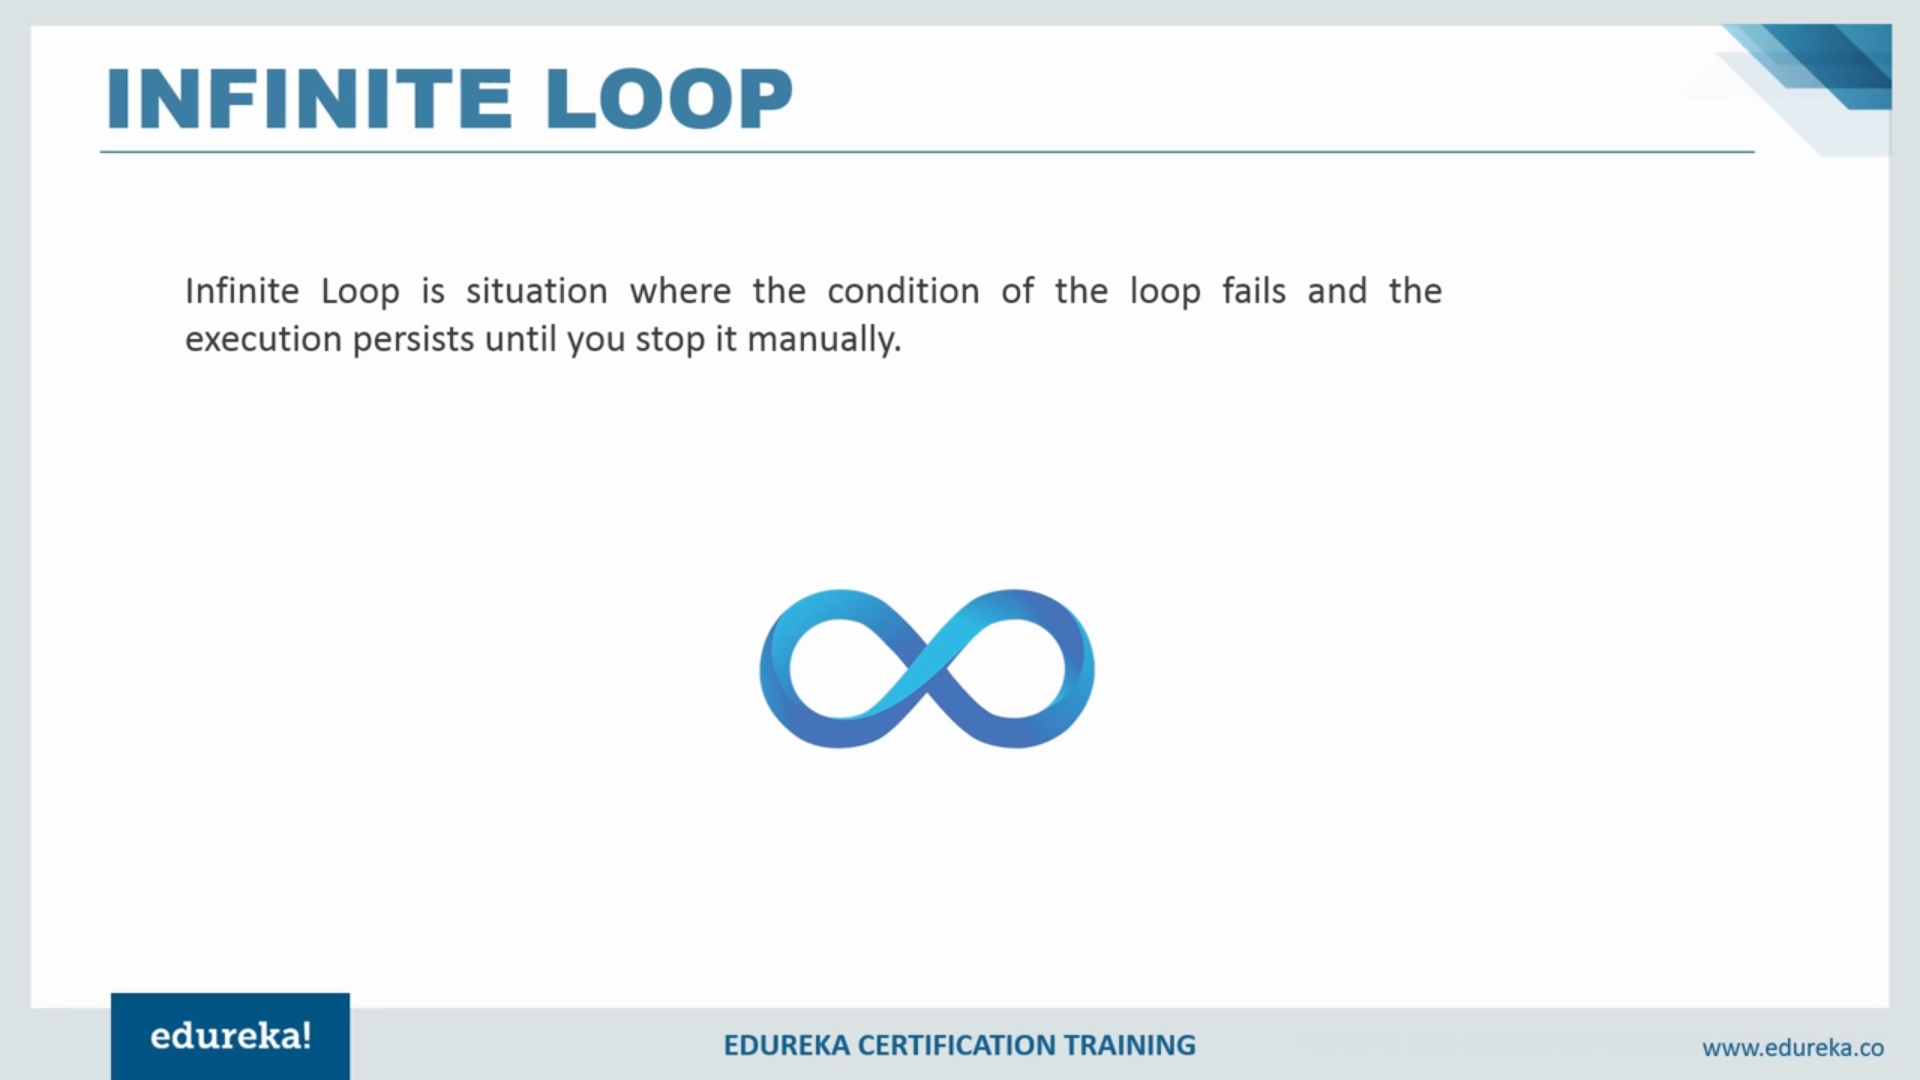 INFINITE LOOP
Infinite Loop is situation where the condition of the loop fails and the
execution persists until you stop it manually.
edureka!
EDUREKA CERTIFICATION TRAINING
www.edureka.co